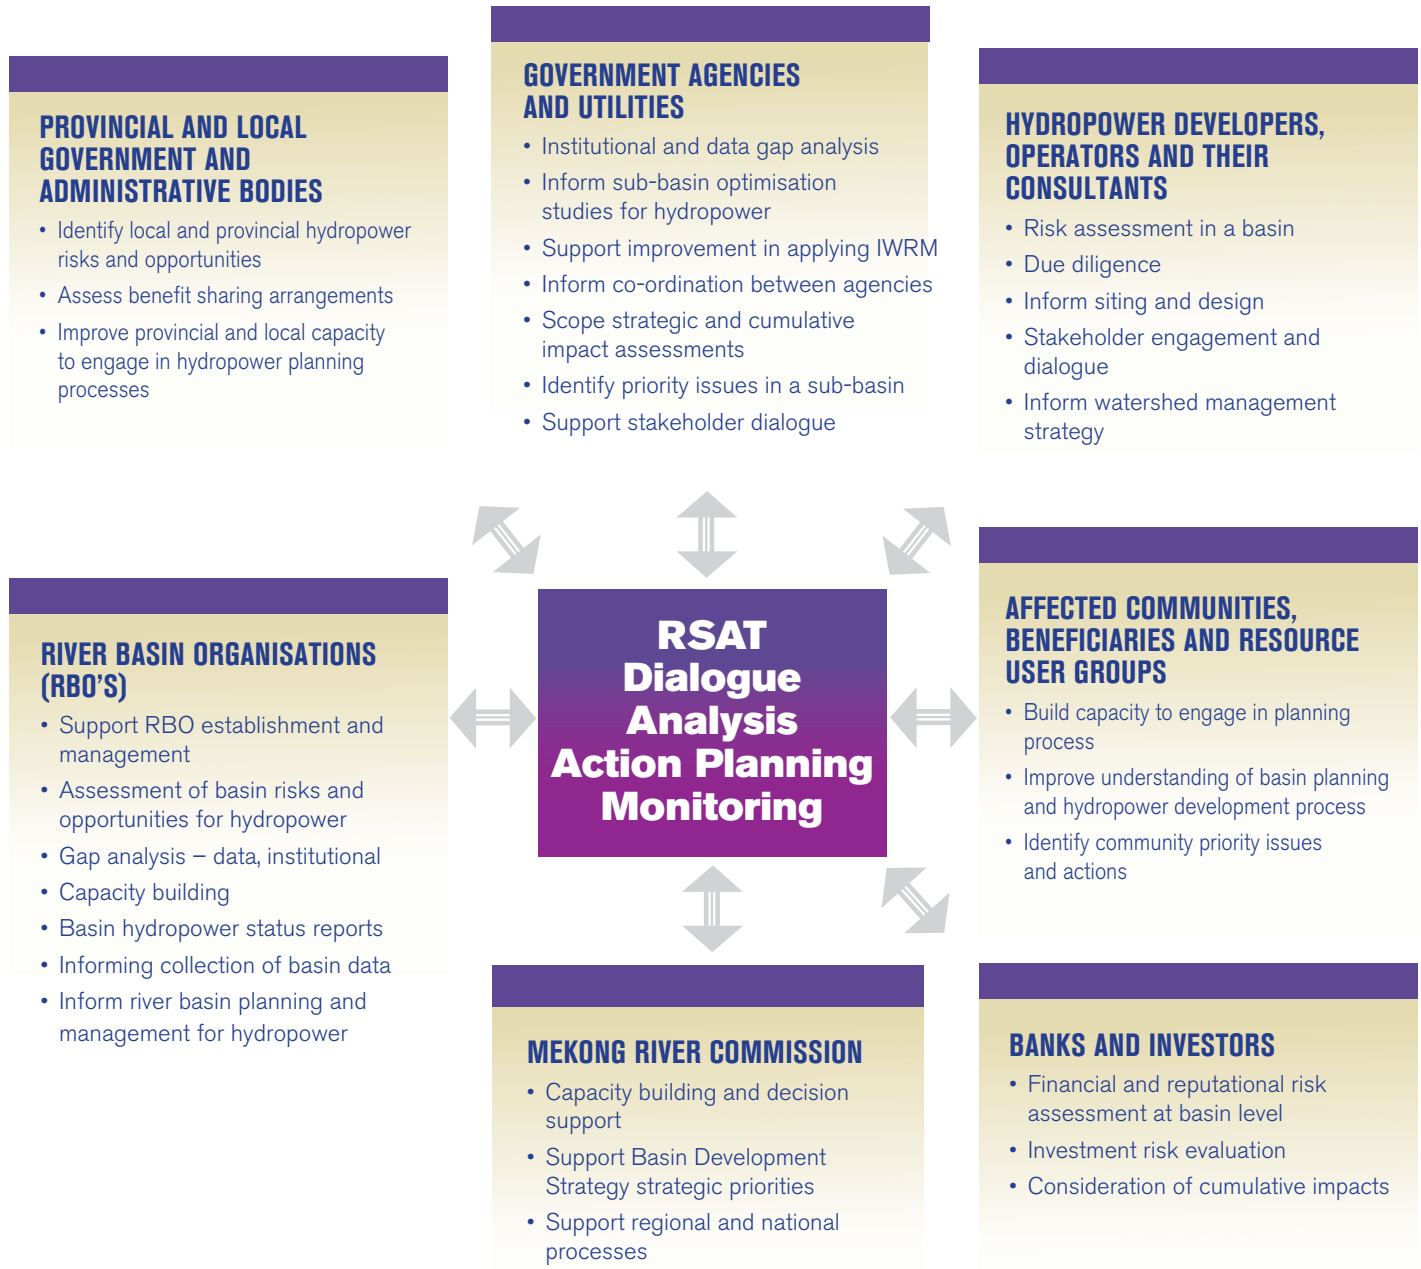 PROVINCIAL AND LOCAL
GOVERNMENT AND
ADMINISTRATIVE BODIES
• Identify local and provincial hydropower
risks and opportunities
• Assess benefit sharing arrangements
• Improve provincial and local capacity
to engage in hydropower planning
processes
GOVERNMENT AGENCIES
AND UTILITIES
• Institutional and data gap analysis
• Inform sub-basin optimisation
studies for hydropower
• Support improvement in applying IWRM
• Inform co-ordination between agencies
• Scope strategic and cumulative
impact assessments
• Identify priority issues in a sub-basin
• Support stakeholder dialogue
HYDROPOWER DEVELOPERS,
OPERATORS AND THEIR
CONSULTANTS
• Risk assessment in a basin
• Due diligence
• Inform siting and design
• Stakeholder engagement and
dialogue
• Inform watershed management
strategy
RIVER BASIN ORGANISATIONS
(RBO'S)
• Support RBO establishment and
management
• Assessment of basin risks and
opportunities for hydropower
• Gap analysis – data, institutional
• Capacity building
• Basin hydropower status reports
• Informing collection of basin data
• Inform river basin planning and
management for hydropower
RSAT
Dialogue
Analysis
Action Planning
Monitoring
AFFECTED COMMUNITIES,
BENEFICIARIES AND RESOURCE
USER GROUPS
• Build capacity to engage in planning
process
• Improve understanding of basin planning
and hydropower development process
• Identify community priority issues
and actions
MEKONG RIVER COMMISSION
• Capacity building and decision
support
• Support Basin Development
Strategy strategic priorities
• Support regional and national
processes
BANKS AND INVESTORS
• Financial and reputational risk
assessment at basin level
• Investment risk evaluation
• Consideration of cumulative impacts